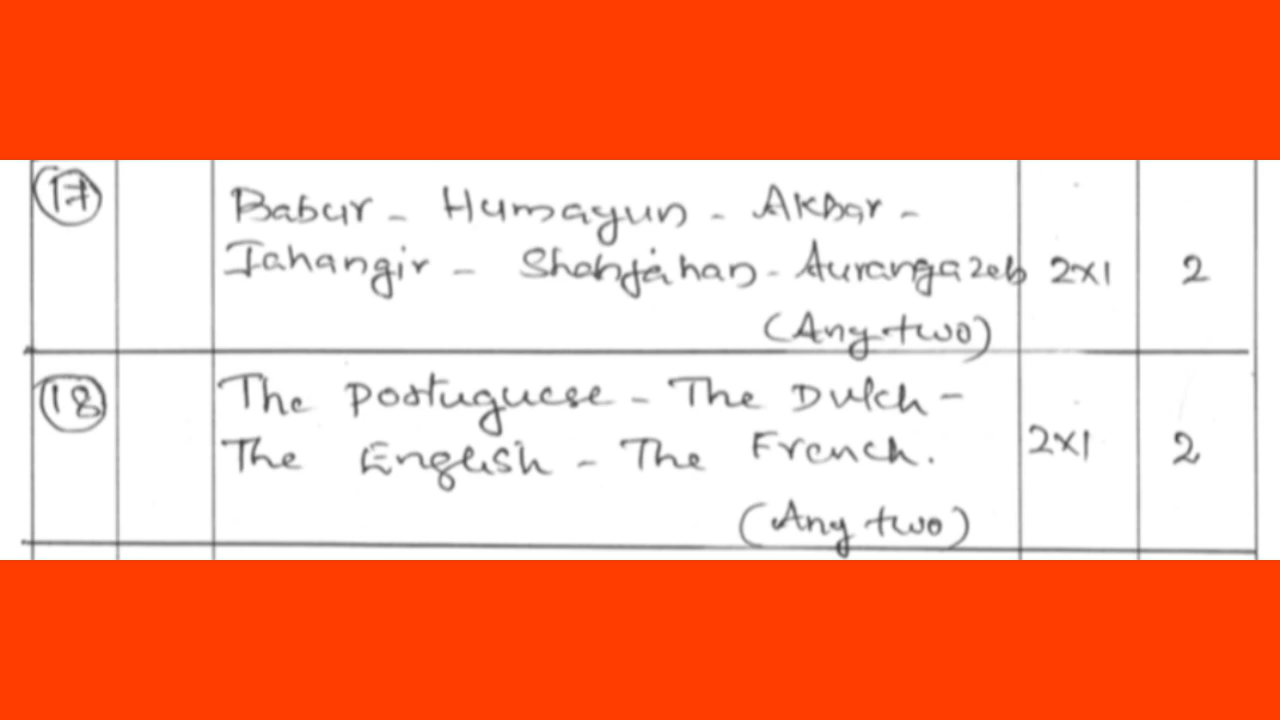 17 Babur - Humayun - Akbar -
Jahangir - Shahjahan - Aurangazeb 2x1 2
(Any two)
18 The Portuguese - The Dutch -
The English - The French. 2x1 2
(Any two)